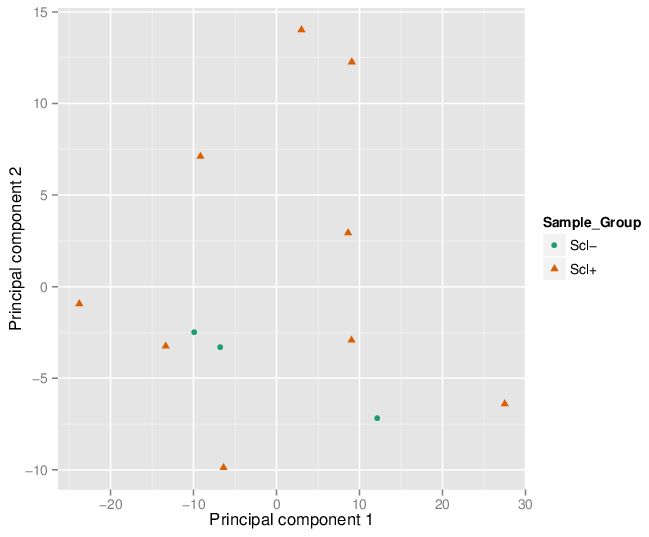 15
10
5
0
−5
−10
Principal component 2
−20 −10 0 10 20 30
Principal component 1
Sample_Group
Scl−
Scl+